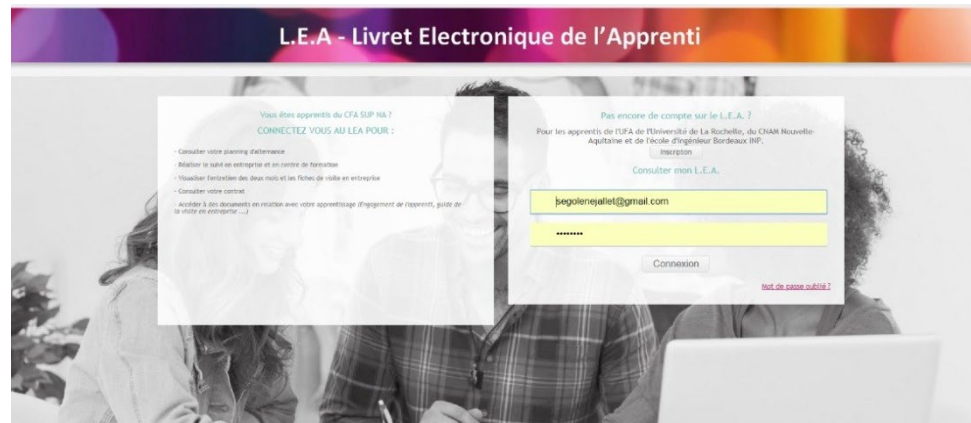 L.E.A - Livret Electronique de l'Apprenti
Vous êtes apprentis du CFA SUP NA ?
CONNECTEZ VOUS AU LEA POUR :
- Consulter votre planning d'alternance
- Réaliser le suivi en entreprise et en centre de formation
- Visualiser l'entretien des deux mois et les fiches de visite en entreprise
- Consulter votre contrat
- Accéder à des documents en relation avec votre apprentissage (Engagement de l'apprenti, guide de
la visite en entreprise ...)
Pas encore de compte sur le L.E.A. ?
Pour les apprentis de l'UFA de l'Université de La Rochelle, du CNAM Nouvelle-
Aquitaine et de l'école d'ingénieur Bordeaux INP.
Inscription
Consulter mon L.E.A.
segolenejallet@gmail.com
••••••••
Connexion
Mot de passe oublié ?